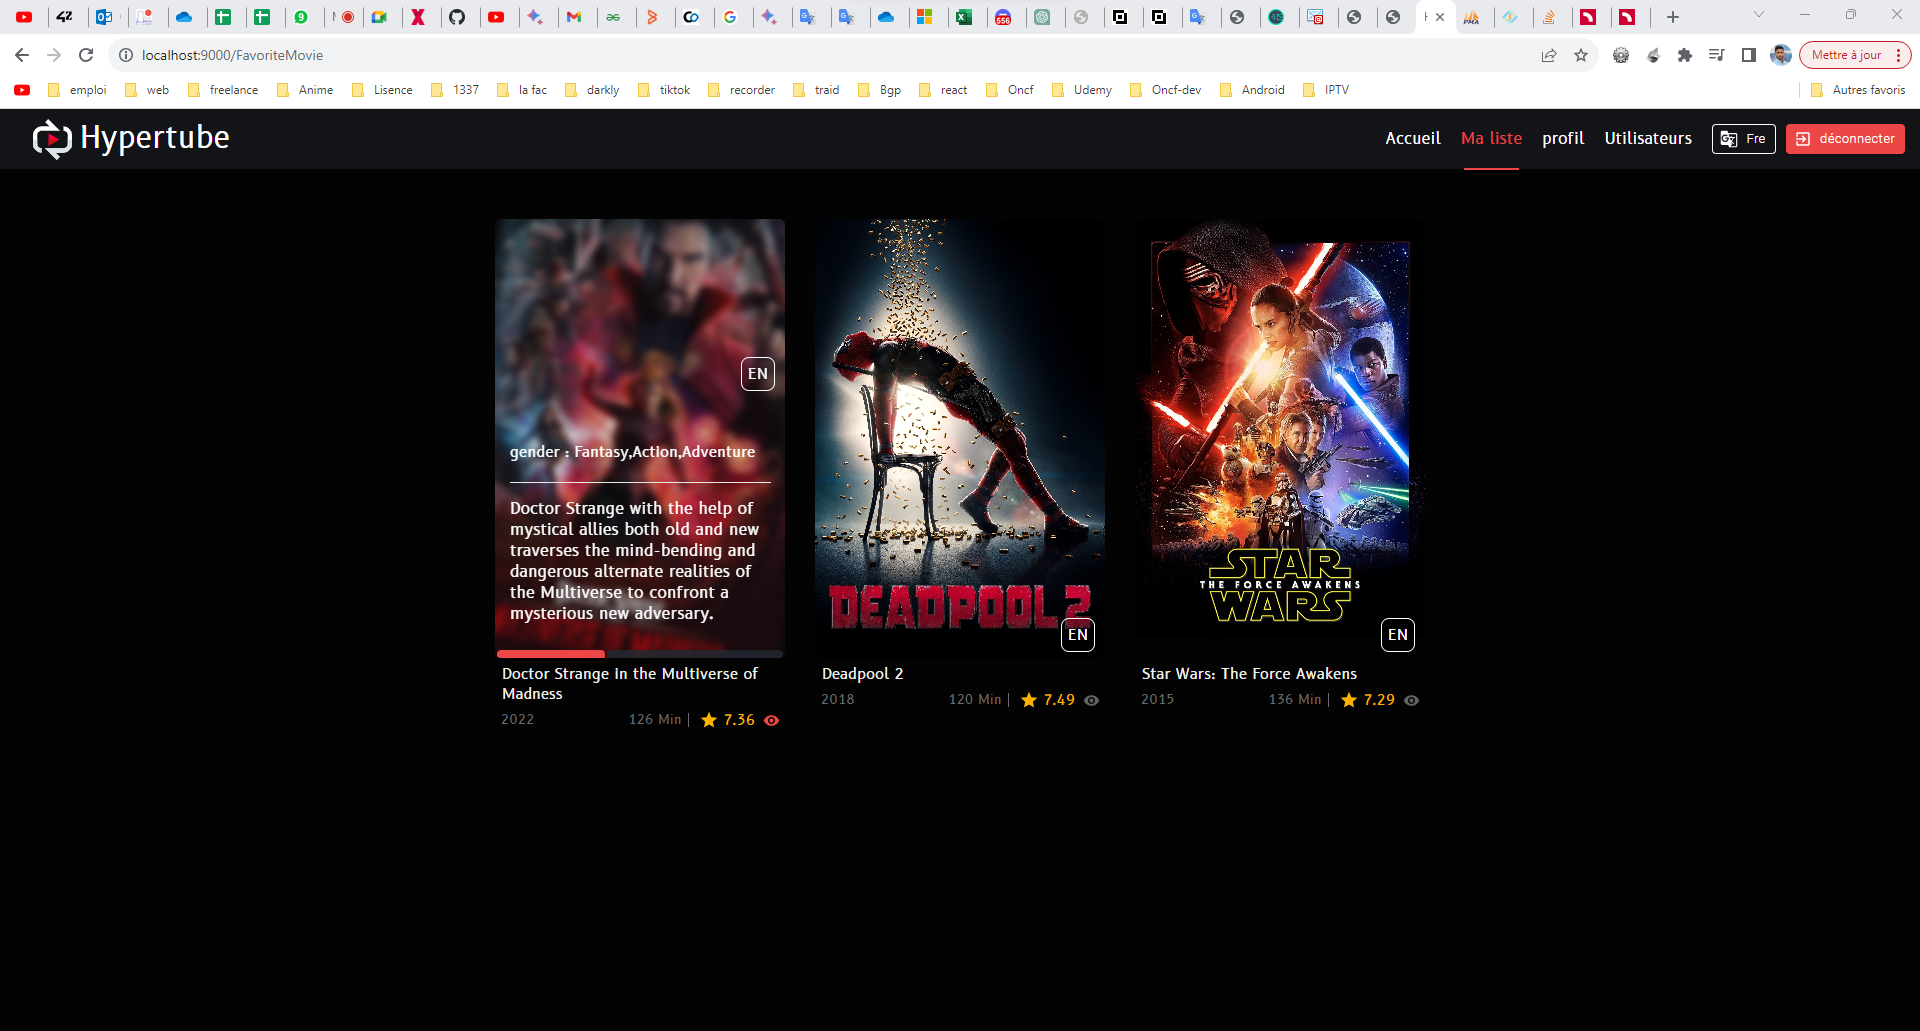 556
localhost:9000/FavoriteMovie
Mettre à jour
emploi web freelance Anime Lisence 1337 la fac darkly tiktok recorder traid Bgp react Oncf Udemy Oncf-dev Android IPTV Autres favoris
Hypertube
Accueil Ma liste profil Utilisateurs Fre déconnecter
EN
gender : Fantasy,Action,Adventure
Doctor Strange with the help of
mystical allies both old and new
traverses the mind-bending and
dangerous alternate realities of
the Multiverse to confront a
mysterious new adversary.
Doctor Strange in the Multiverse of
Madness
2022 126 Min | 7.36
DEADPOOL 2
EN
Deadpool 2
2018 120 Min | 7.49
STAR
THE FORCE AWAKENS
WARS
EN
Star Wars: The Force Awakens
2015 136 Min | 7.29